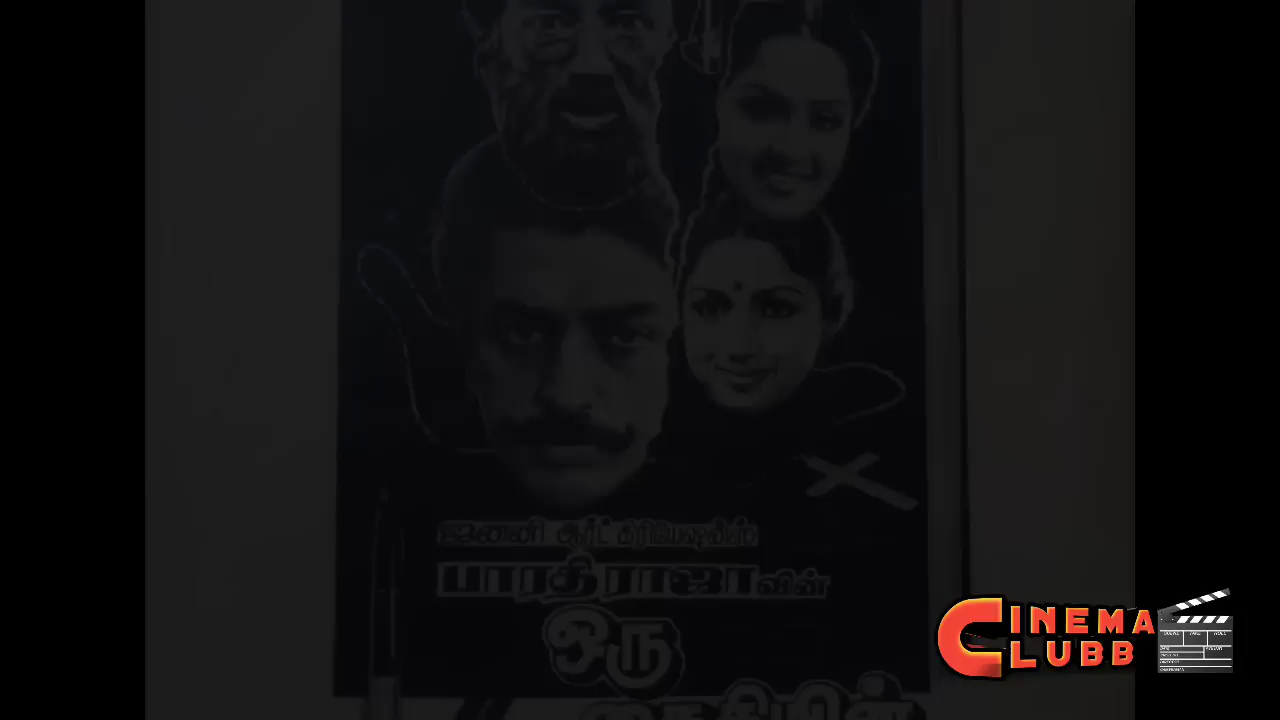 ஜனனி ஆர்ட் கிரியேஷன்ஸ்
பாரதிராஜாவின்
ஒரு
கைதியின்
CINEMA
CLUBB